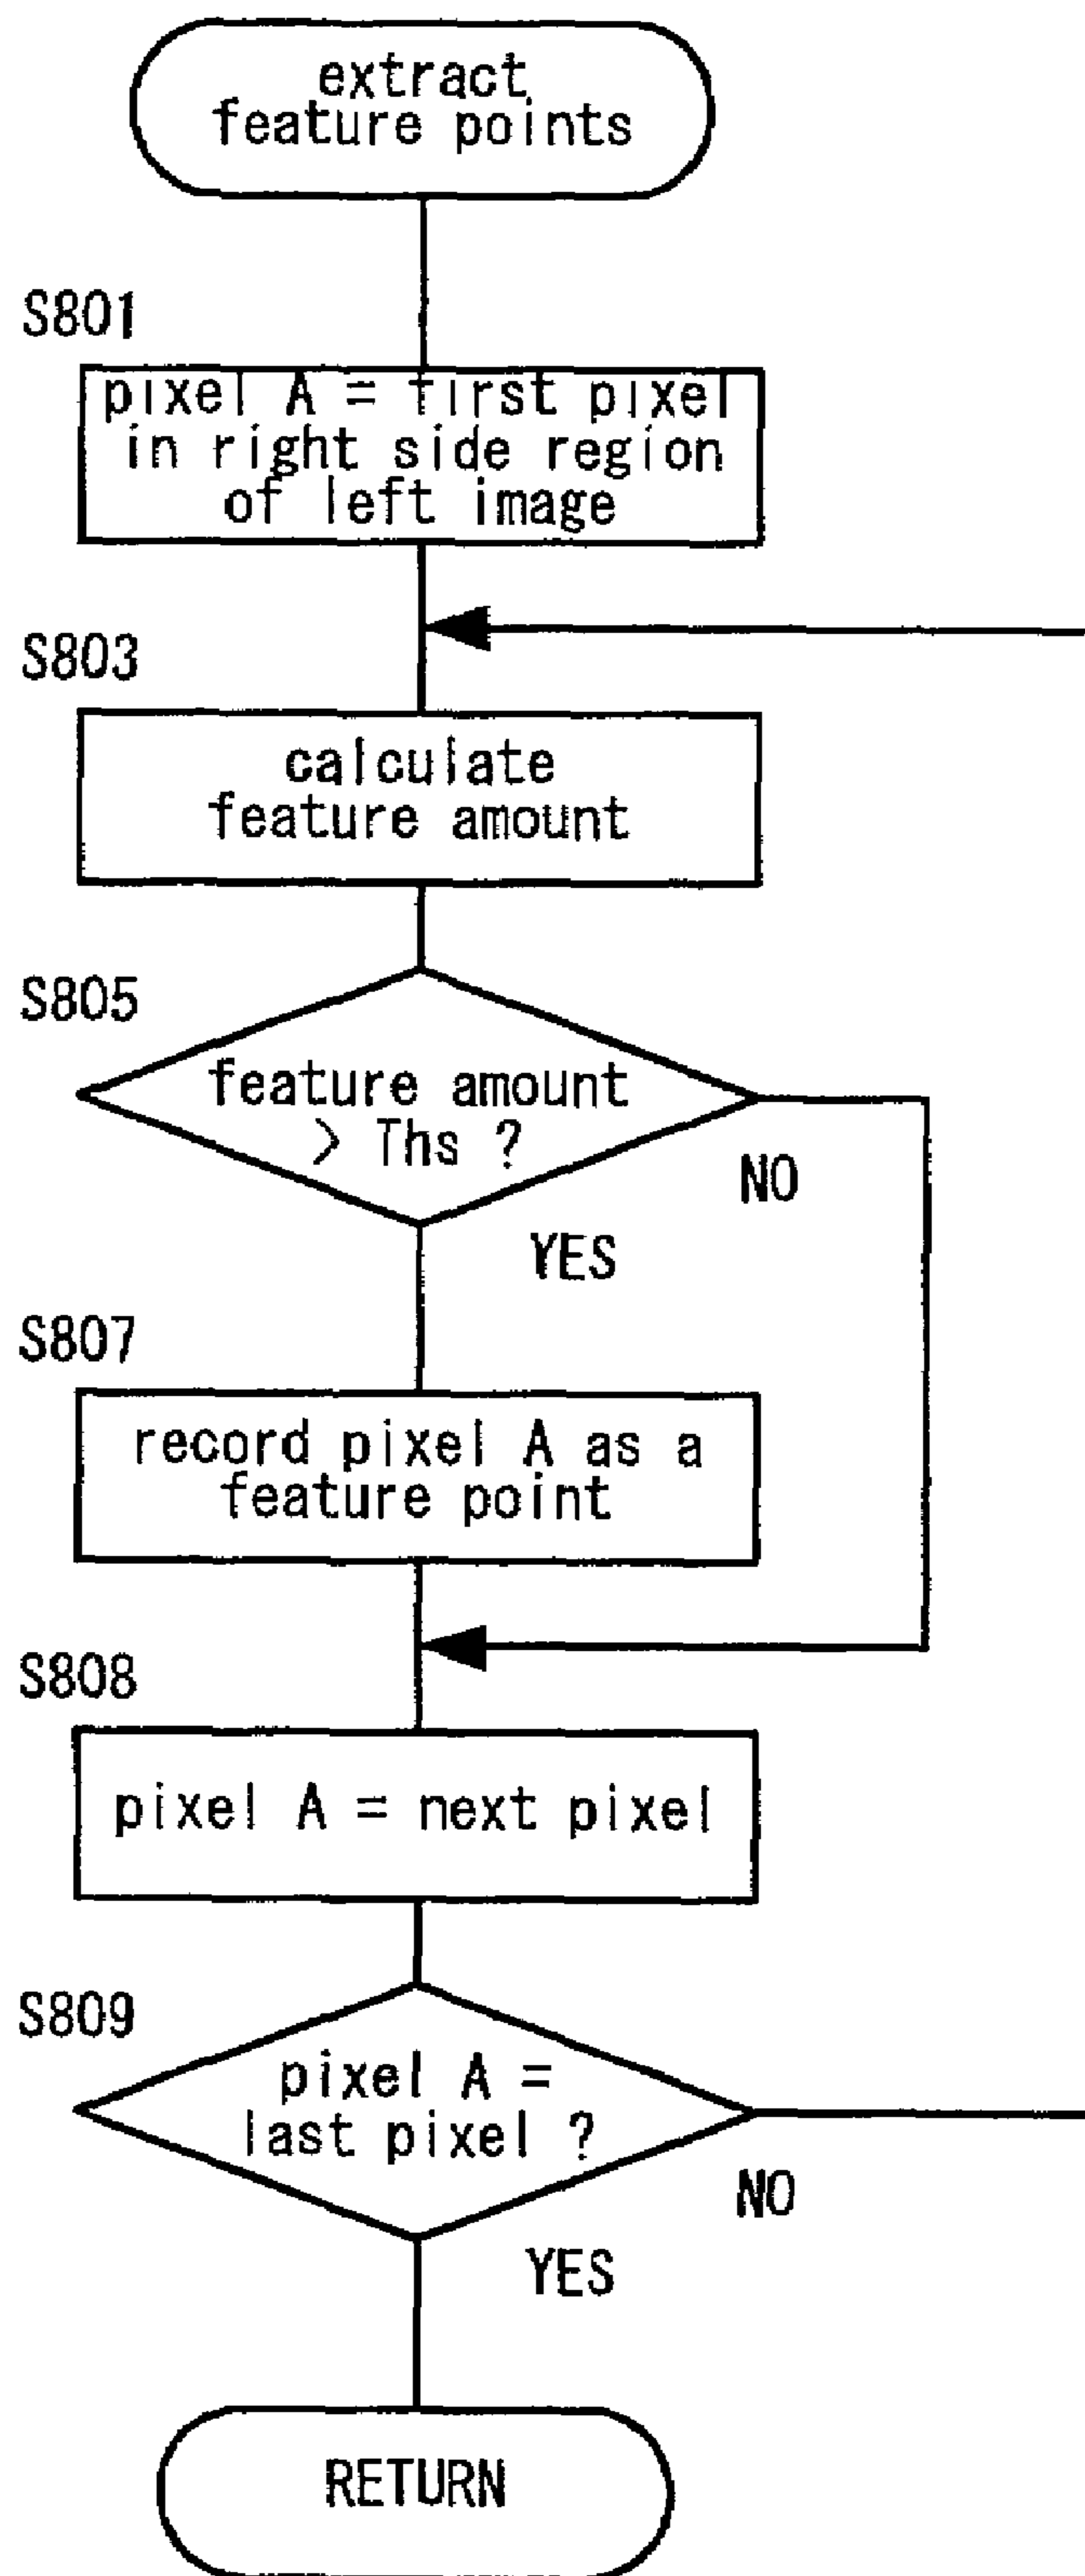 extract
feature points
S801
pixel A = first pixel
in right side region
of left image
S803
calculate
feature amount
S805
feature amount
> Ths ?
NO
YES
S807
record pixel A as a
feature point
S808
pixel A = next pixel
S809
pixel A =
last pixel ?
NO
YES
RETURN